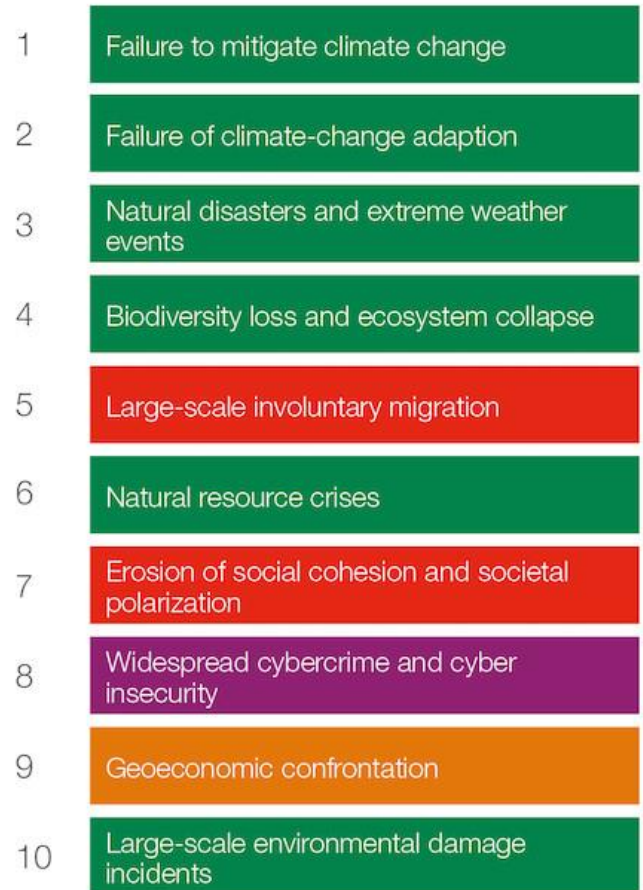 1 Failure to mitigate climate change
2 Failure of climate-change adaption
3 Natural disasters and extreme weather
events
4 Biodiversity loss and ecosystem collapse
5 Large-scale involuntary migration
6 Natural resource crises
7 Erosion of social cohesion and societal
polarization
8 Widespread cybercrime and cyber
insecurity
9 Geoeconomic confrontation
10 Large-scale environmental damage
incidents